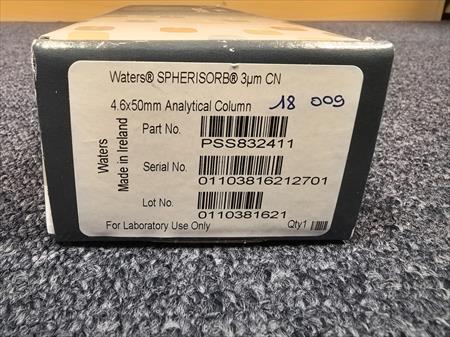 Waters® SPHERISORB® 3µm CN
4.6x50mm Analytical Column 18 009
Part No.
PSS832411
Serial No.
01103816212701
Lot No.
0110381621
For Laboratory Use Only Qty1
Waters
Made in Ireland